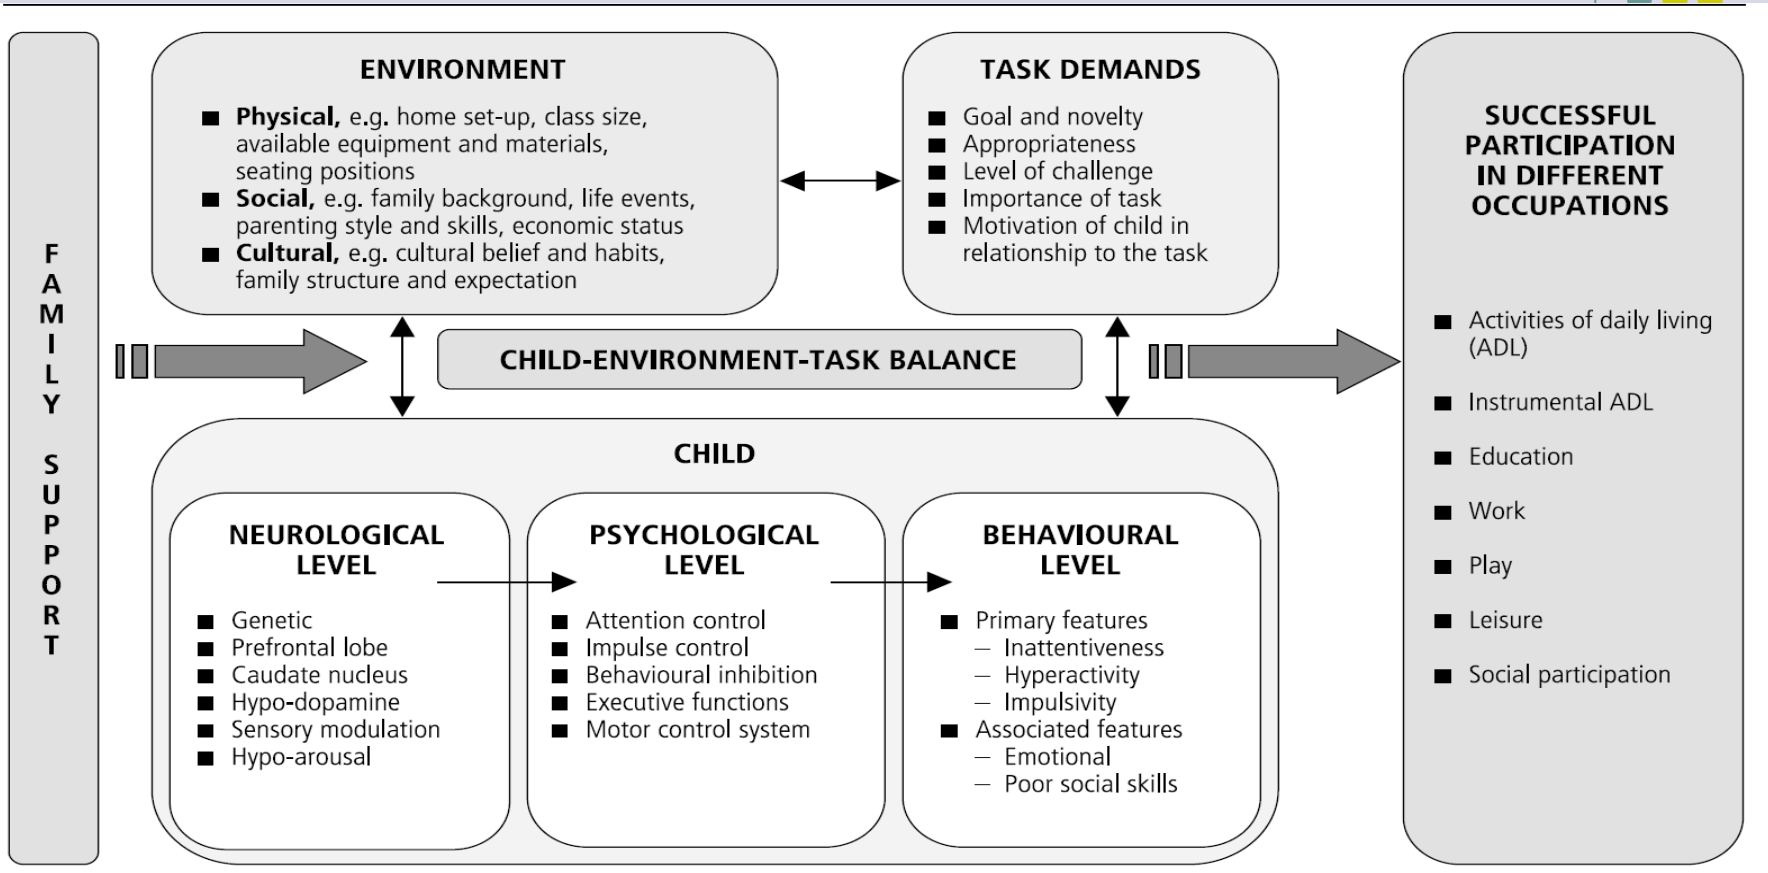 FAMILY SUPPORT
ENVIRONMENT
■ Physical, e.g. home set-up, class size,
available equipment and materials,
seating positions
■ Social, e.g. family background, life events,
parenting style and skills, economic status
■ Cultural, e.g. cultural belief and habits,
family structure and expectation
TASK DEMANDS
■ Goal and novelty
■ Appropriateness
■ Level of challenge
■ Importance of task
■ Motivation of child in
relationship to the task
CHILD-ENVIRONMENT-TASK BALANCE
CHILD
NEUROLOGICAL
LEVEL
■ Genetic
■ Prefrontal lobe
■ Caudate nucleus
■ Hypo-dopamine
■ Sensory modulation
■ Hypo-arousal
PSYCHOLOGICAL
LEVEL
■ Attention control
■ Impulse control
■ Behavioural inhibition
■ Executive functions
■ Motor control system
BEHAVIOURAL
LEVEL
■ Primary features
– Inattentiveness
– Hyperactivity
– Impulsivity
■ Associated features
– Emotional
– Poor social skills
SUCCESSFUL
PARTICIPATION
IN DIFFERENT
OCCUPATIONS
■ Activities of daily living
(ADL)
■ Instrumental ADL
■ Education
■ Work
■ Play
■ Leisure
■ Social participation